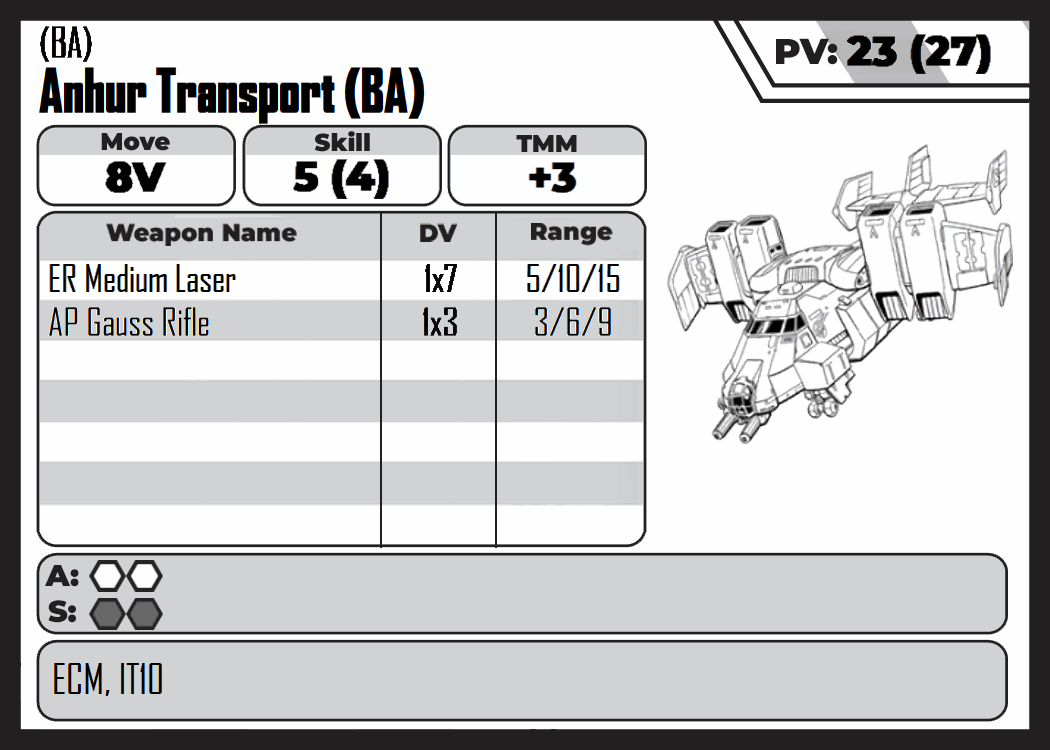 (BA)
Anhur Transport (BA)
PV: 23 (27)
Move
8V
Skill
5 (4)
TMM
+3
Weapon Name DV Range
ER Medium Laser 1x7 5/10/15
AP Gauss Rifle 1x3 3/6/9
A:
S:
ECM, IT10